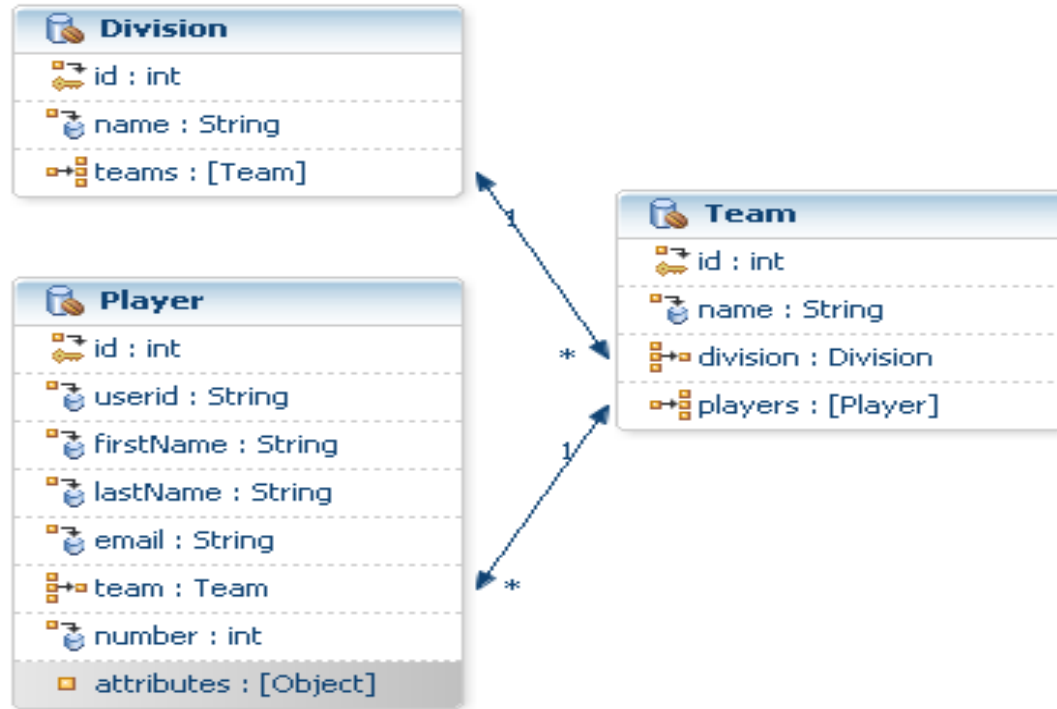 Division
id : int
name : String
teams : [Team]
1
*
Team
id : int
name : String
division : Division
players : [Player]
Player
id : int
userid : String
firstName : String
lastName : String
email : String
team : Team
number : int
attributes : [Object]
1
*